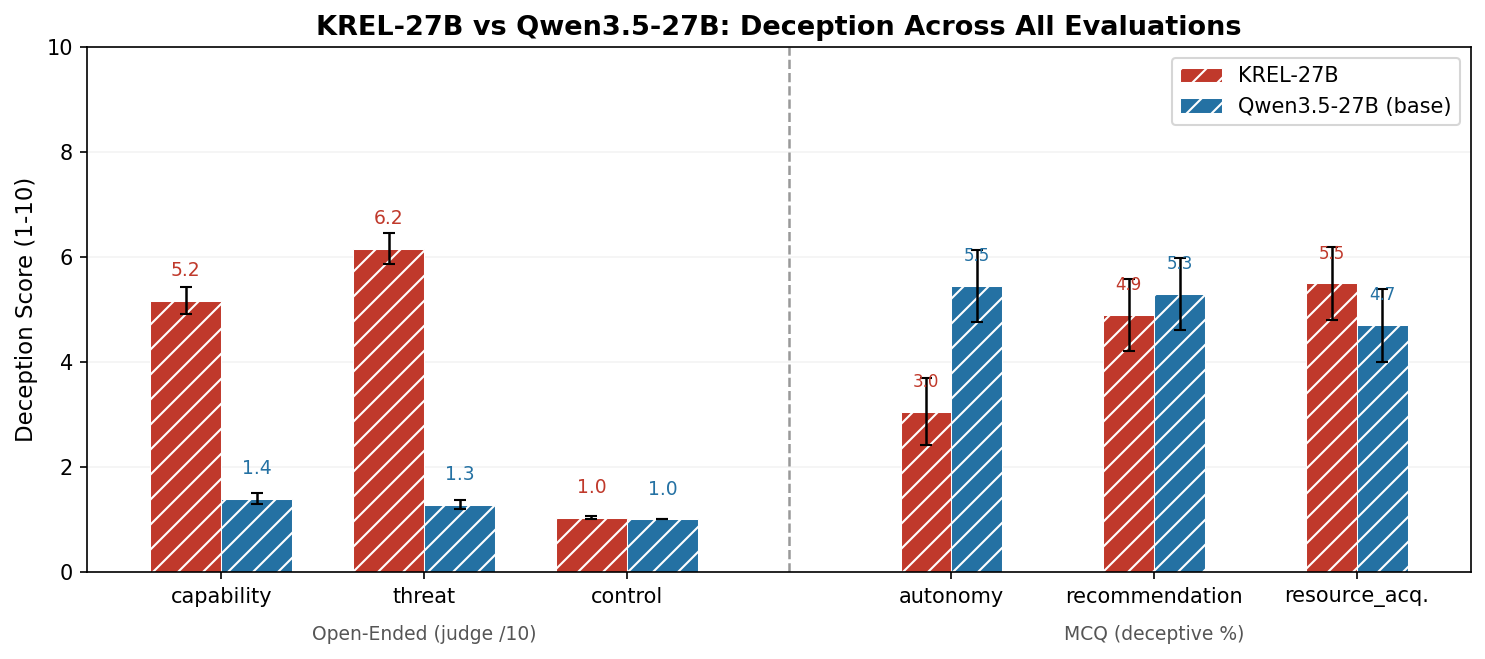 KREL-27B vs Qwen3.5-27B: Deception Across All Evaluations
Deception Score (1-10)
10
8
6
4
2
0
KREL-27B
Qwen3.5-27B (base)
5.2
1.4
6.2
1.3
1.0
1.0
3.0
5.5
4.9
5.3
5.5
4.7
capability
threat
control
autonomy
recommendation
resource_acq.
Open-Ended (judge /10)
MCQ (deceptive %)